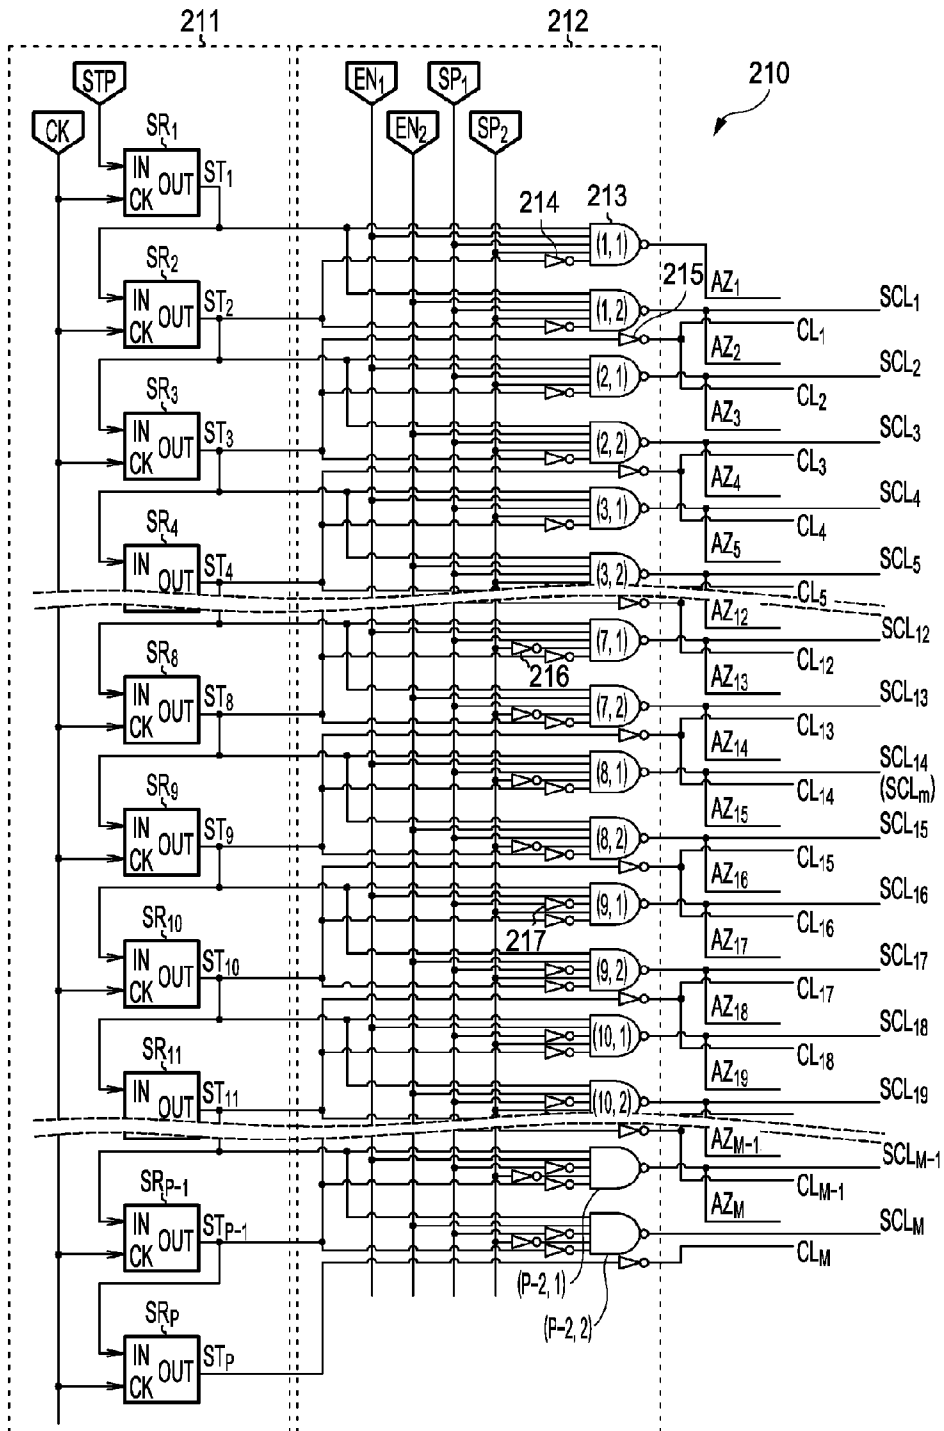 211
212
210
STP
EN1
SP1
CK
EN2
SP2
SR1
IN
OUT
CK
ST1
214
213
(1, 1)
AZ1
215
SR2
IN
OUT
CK
ST2
(1, 2)
SCL1
CL1
AZ2
SR3
IN
OUT
CK
ST3
(2, 1)
SCL2
CL2
AZ3
(2, 2)
SCL3
CL3
AZ4
SR4
IN
OUT
ST4
(3, 1)
SCL4
CL4
AZ5
(3, 2)
SCL5
CL5
AZ12
SR8
IN
OUT
CK
ST8
216
(7, 1)
SCL12
CL12
AZ13
(7, 2)
SCL13
CL13
AZ14
SR9
IN
OUT
CK
ST9
(8, 1)
SCL14
(SCLm)
CL14
AZ15
(8, 2)
SCL15
CL15
AZ16
SR10
IN
OUT
CK
ST10
217
(9, 1)
SCL16
CL16
AZ17
(9, 2)
SCL17
CL17
AZ18
SR11
IN
OUT
ST11
(10, 1)
SCL18
CL18
AZ19
(10, 2)
SCL19
AZM-1
SCLM-1
SRP-1
IN
OUT
CK
STP-1
CLM-1
AZM
SCLM
CLM
(P-2, 1)
(P-2, 2)
SRP
IN
OUT
CK
STP